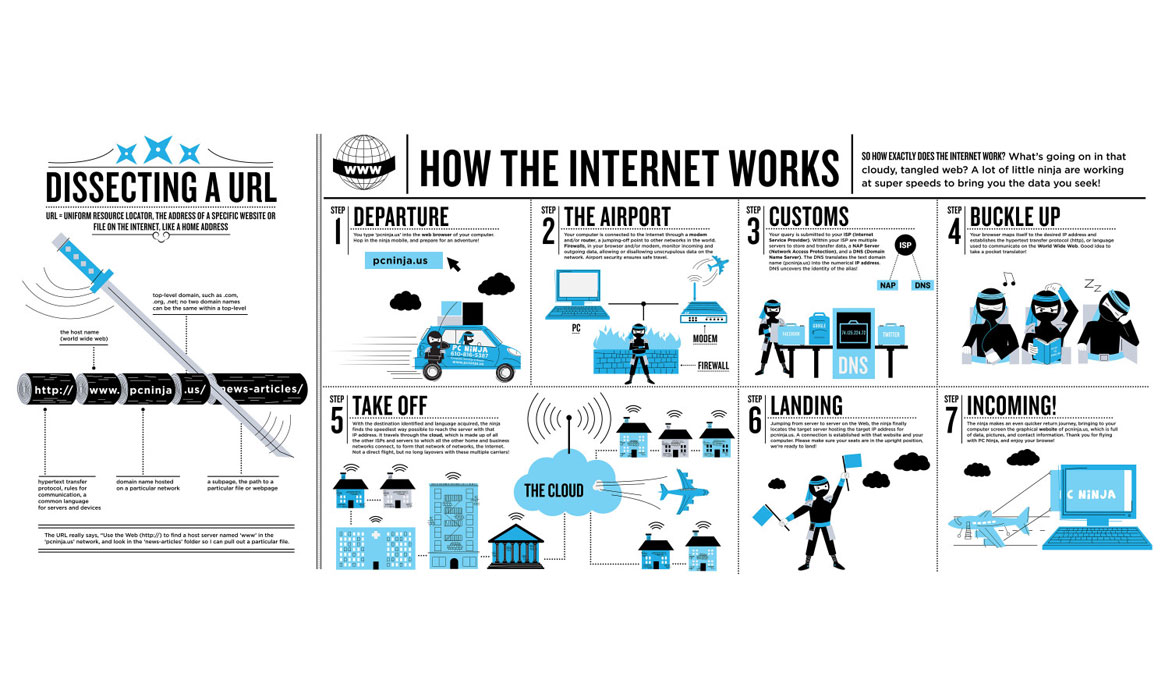 DISSECTING A URL
URL = UNIFORM RESOURCE LOCATOR, THE ADDRESS OF A SPECIFIC WEBSITE OR
FILE ON THE INTERNET, LIKE A HOME ADDRESS
top-level domain, such as .com,
.org, .net; no two domain names
can be the same within a top-level
the host name
(world wide web)
http:// www. pcninja .us/ news-articles/
hypertext transfer
protocol, rules for
communication, a
common language
for servers and devices
domain name hosted
on a particular network
a subpage, the path to a
particular file or webpage
The URL really says, "Use the Web (http://) to find a host server named 'www' in the
'pcninja.us' network, and look in the 'news-articles' folder so I can pull out a particular file.
WWW
HOW THE INTERNET WORKS
SO HOW EXACTLY DOES THE INTERNET WORK? What's going on in that
cloudy, tangled web? A lot of little ninja are working
at super speeds to bring you the data you seek!
STEP 1
DEPARTURE
You type 'pcninja.us' into the web browser of your computer.
Hop in the ninja mobile, and prepare for an adventure!
pcninja.us
PC NINJA
610-816-5387
STEP 2
THE AIRPORT
Your computer is connected to the Internet through a modem
and/or router, a jumping-off point to other networks in the world.
Firewalls, in your browser and/or modem, monitor incoming and
outgoing data, allowing or disallowing unscrupulous data on the
network. Airport security ensures safe travel.
PC
MODEM
FIREWALL
STEP 3
CUSTOMS
Your query is submitted to your ISP (Internet
Service Provider). Within your ISP are multiple
servers to store and transfer data, a NAP Server
(Network Access Protection), and a DNS (Domain
Name Server). The DNS translates the text domain
name (pcninja.us) into the numerical IP address.
DNS uncovers the identity of the alias!
ISP
NAP
DNS
FACEBOOK
GOOGLE
74.125.224.72
TWITTER
DNS
STEP 4
BUCKLE UP
Your browser maps itself to the desired IP address and
establishes the hypertext transfer protocol (http), or language
used to communicate on the World Wide Web. Good idea to
take a pocket translator!
Z Z
STEP 5
TAKE OFF
With the destination identified and language acquired, the ninja
finds the speediest way possible to reach the server with that
IP address. It travels through the cloud, which is made up of all
the other ISPs and servers to which all the other home and business
networks connect, to form that network of networks, the Internet.
Not a direct flight, but no long layovers with these multiple carriers!
THE CLOUD
STEP 6
LANDING
Jumping from server to server on the Web, the ninja finally
locates the target server hosting the target IP address for
pcninja.us. A connection is established with that website and your
computer. Please make sure your seats are in the upright position,
we're ready to land!
STEP 7
INCOMING!
The ninja makes an even quicker return journey, bringing to your
computer screen the graphical website of pcninja.us, which is full
of data, pictures, and contact information. Thank you for flying
with PC Ninja, and enjoy your browser!
PC NINJA